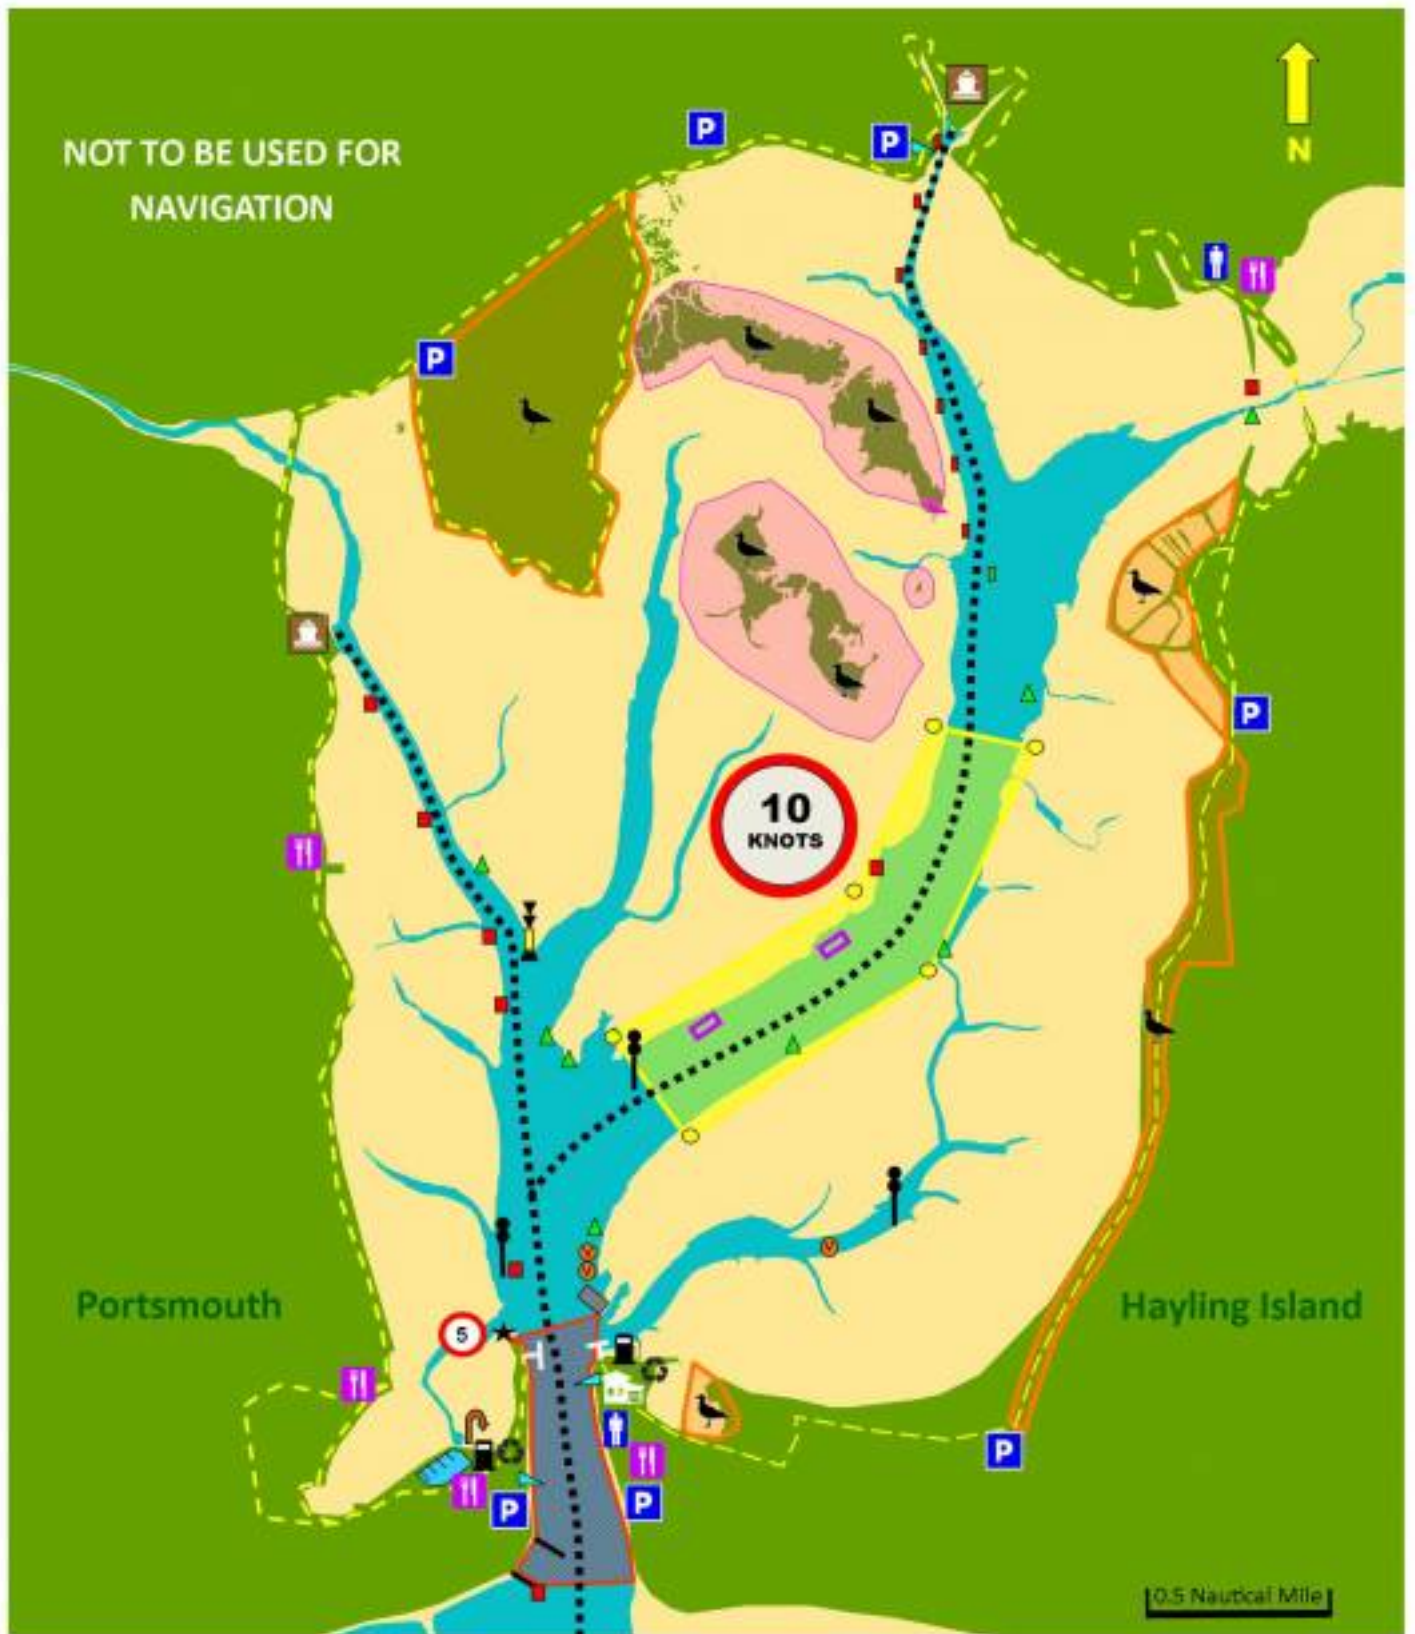 P
P
N
NOT TO BE USED FOR
NAVIGATION
P
P
10
KNOTS
V
V
V
Portsmouth
Hayling Island
5
P
P
P
0.5 Nautical Mile